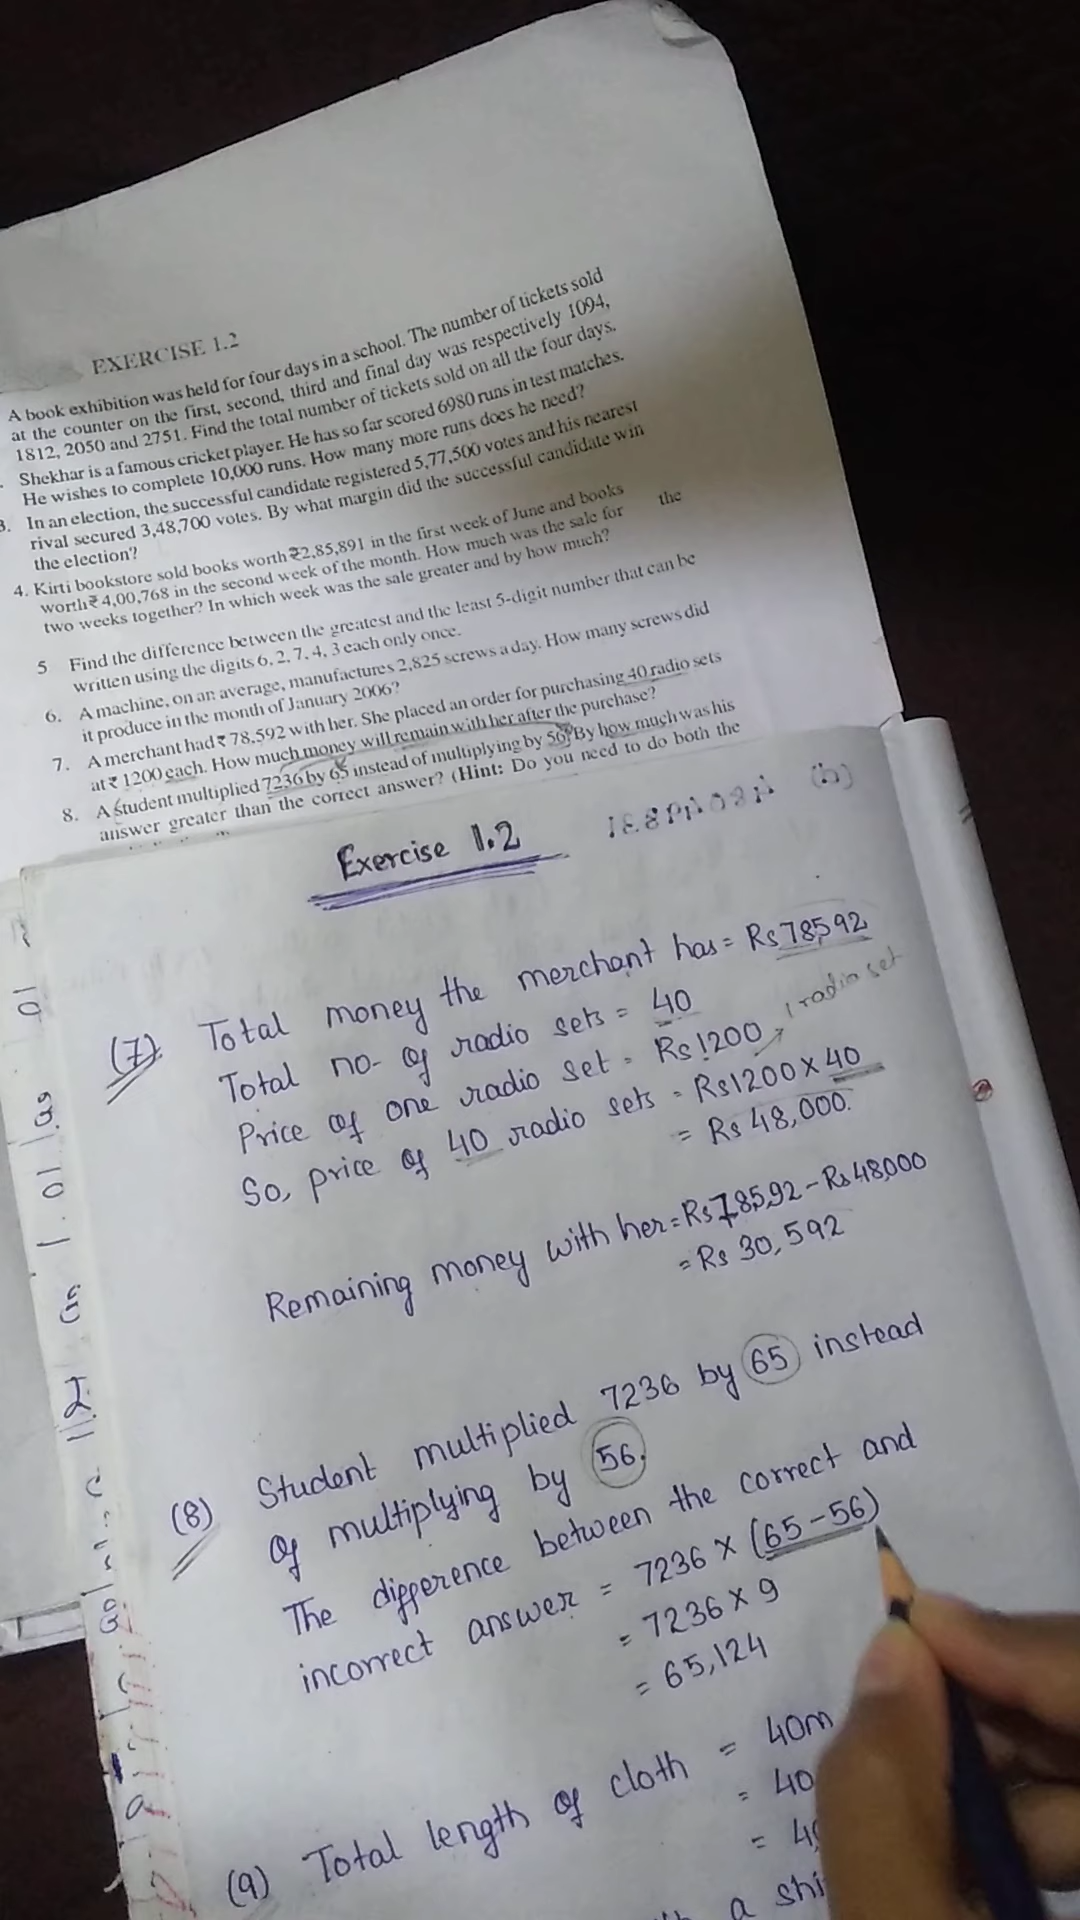 EXERCISE 1.2
A book exhibition was held for four days in a school. The number of tickets sold
at the counter on the first, second, third and final day was respectively 1094,
1812, 2050 and 2751. Find the total number of tickets sold on all the four days.
Shekhar is a famous cricket player. He has so far scored 6980 runs in test matches.
He wishes to complete 10,000 runs. How many more runs does he need?
3. In an election, the successful candidate registered 5,77,500 votes and his nearest
rival secured 3,48,700 votes. By what margin did the successful candidate win
the election?
4. Kirti bookstore sold books worth ₹2,85,891 in the first week of June and books
worth ₹ 4,00,768 in the second week of the month. How much was the sale for the
two weeks together? In which week was the sale greater and by how much?
5 Find the difference between the greatest and the least 5-digit number that can be
written using the digits 6, 2, 7, 4, 3 each only once.
6. A machine, on an average, manufactures 2,825 screws a day. How many screws did
it produce in the month of January 2006?
7. A merchant had ₹ 78,592 with her. She placed an order for purchasing 40 radio sets
at ₹ 1200 each. How much money will remain with her after the purchase?
8. A student multiplied 7236 by 65 instead of multiplying by 56. By how much was his
answer greater than the correct answer? (Hint: Do you need to do both the
Exercise 1.2
(7) Total money the merchant has = Rs 78592
Total no. of radio sets = 40
Price of one radio set = Rs 1200 → 1 radio set
So, price of 40 radio sets = Rs 1200 × 40
= Rs 48,000.
Remaining money with her = Rs 78592 - Rs 48000
= Rs 30,592
(8) Student multiplied 7236 by 65 instead
of multiplying by 56.
The difference between the correct and
incorrect answer = 7236 × (65 - 56)
= 7236 × 9
= 65,124
(9) Total length of cloth = 40m
= 40
= 4
a shi